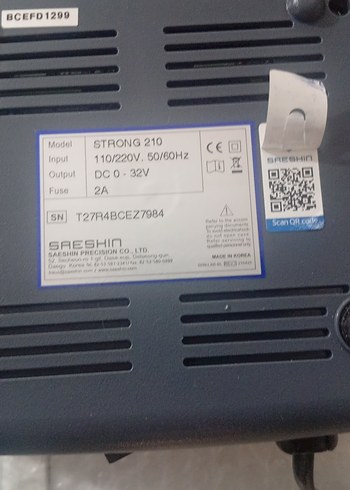 BCEFD1299
Model STRONG 210
Input 110/220V~ 50/60Hz
Output DC 0 - 32V
Fuse 2A
SN T27R4BCEZ7984
SAESHIN
SAESHIN PRECISION CO., LTD.
MADE IN KOREA
SAESHIN
Scan QR code